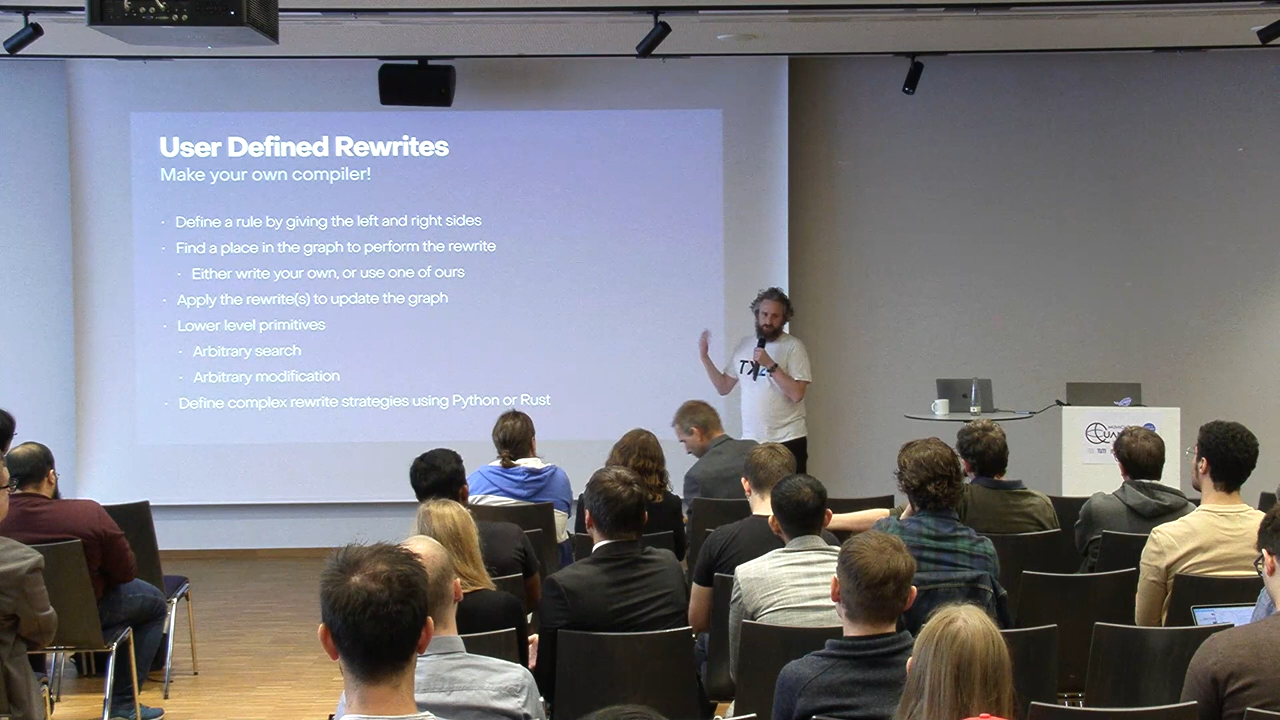 User Defined Rewrites
Make your own compiler!
· Define a rule by giving the left and right sides
· Find a place in the graph to perform the rewrite
· Either write your own, or use one of ours
· Apply the rewrite(s) to update the graph
· Lower level primitives
· Arbitrary search
· Arbitrary modification
· Define complex rewrite strategies using Python or Rust